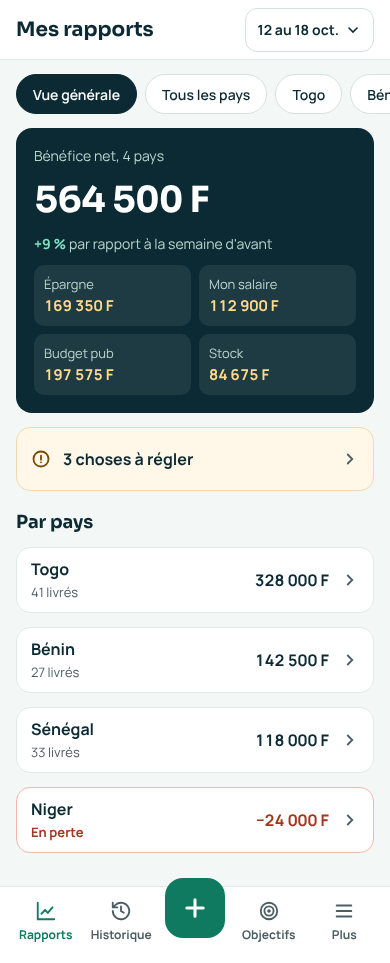 Mes rapports
12 au 18 oct.
Vue générale
Tous les pays
Togo
Bénéfice net, 4 pays
564 500 F
+9 % par rapport à la semaine d'avant
Épargne
169 350 F
Mon salaire
112 900 F
Budget pub
197 575 F
Stock
84 675 F
3 choses à régler
Par pays
Togo
41 livrés
328 000 F
Bénin
27 livrés
142 500 F
Sénégal
33 livrés
118 000 F
Niger
En perte
−24 000 F
Rapports
Historique
Objectifs
Plus